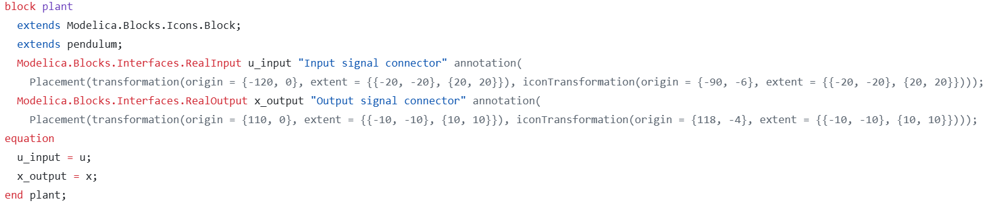 block plant
  extends Modelica.Blocks.Icons.Block;
  extends pendulum;
  Modelica.Blocks.Interfaces.RealInput u_input "Input signal connector" annotation(
    Placement(transformation(origin = {-120, 0}, extent = {{-20, -20}, {20, 20}}), iconTransformation(origin = {-90, -6}, extent = {{-20, -20}, {20, 20}})));
  Modelica.Blocks.Interfaces.RealOutput x_output "Output signal connector" annotation(
    Placement(transformation(origin = {110, 0}, extent = {{-10, -10}, {10, 10}}), iconTransformation(origin = {118, -4}, extent = {{-10, -10}, {10, 10}})));
equation
  u_input = u;
  x_output = x;
end plant;